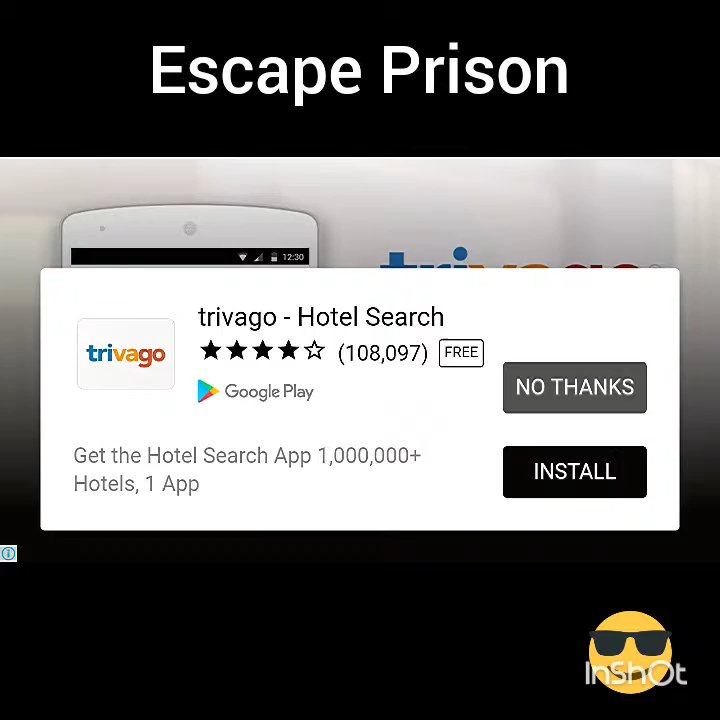 Escape Prison
12:30
trivago
trivago - Hotel Search
trivago
(108,097) FREE
Google Play
NO THANKS
Get the Hotel Search App 1,000,000+
Hotels, 1 App
INSTALL
InShOt